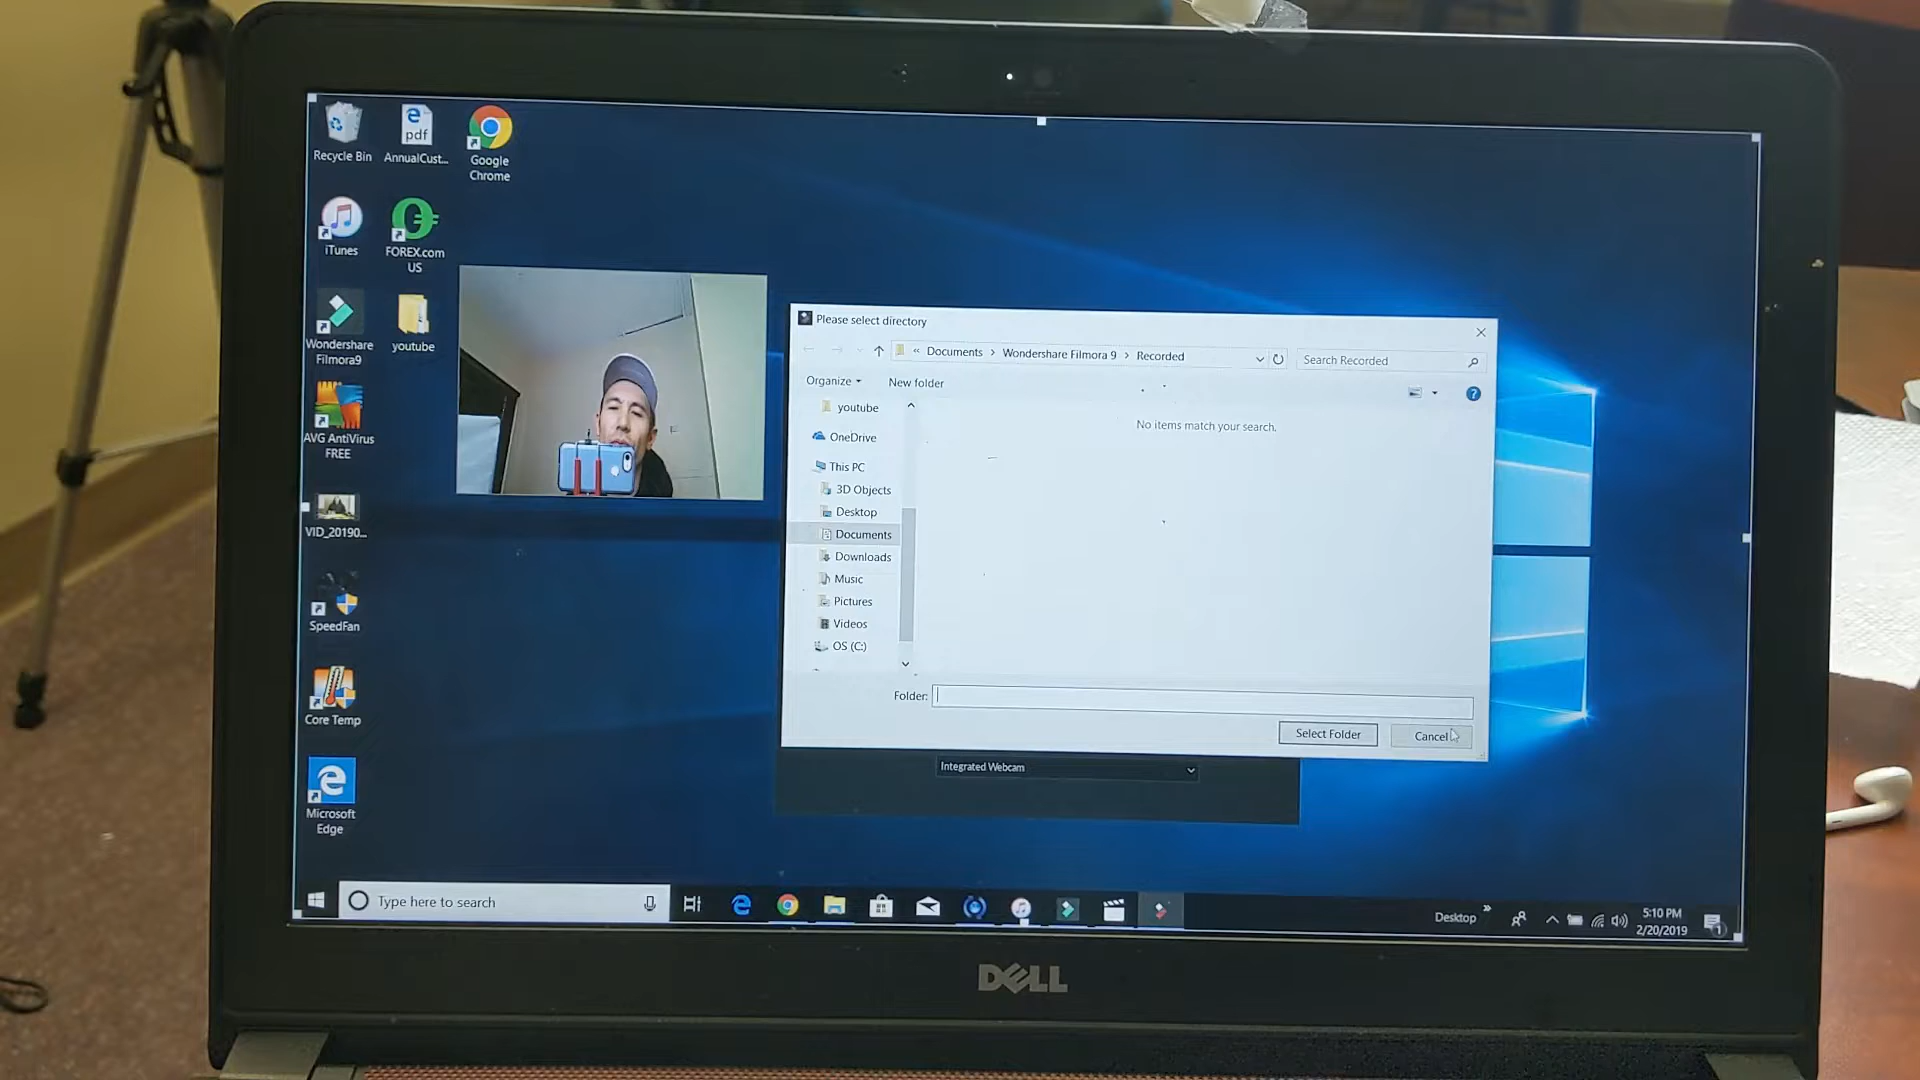 Recycle Bin
pdf
AnnualCust...
Google
Chrome
iTunes
FOREX.com
US
Wondershare
Filmora9
youtube
AVG AntiVirus
FREE
VID_20190...
SpeedFan
Core Temp
Microsoft
Edge
Please select directory
« Documents > Wondershare Filmora 9 > Recorded
Search Recorded
Organize
New folder
youtube
OneDrive
This PC
3D Objects
Desktop
Documents
Downloads
Music
Pictures
Videos
OS (C:)
No items match your search.
Folder:
Select Folder
Cancel
Integrated Webcam
Type here to search
Desktop »
5:10 PM
2/20/2019
1
DELL